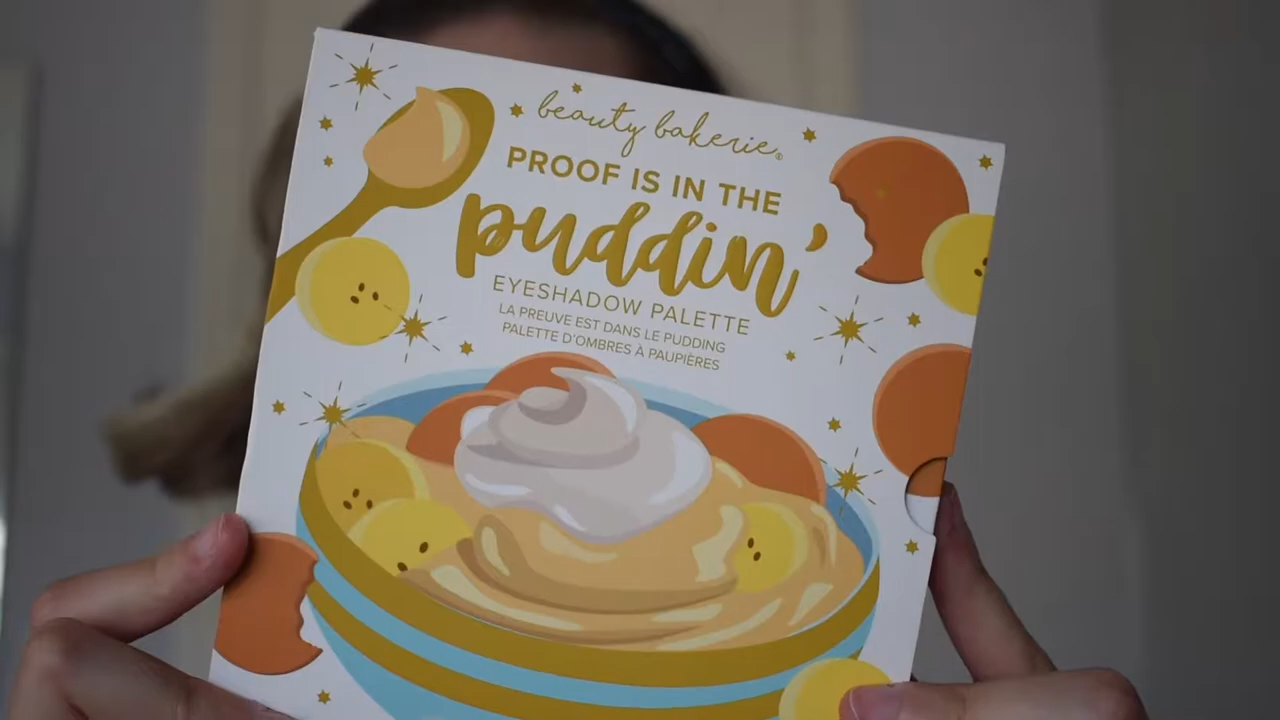 beauty bakerie®
PROOF IS IN THE
puddin'
EYESHADOW PALETTE
LA PREUVE EST DANS LE PUDDING
PALETTE D'OMBRES À PAUPIÈRES